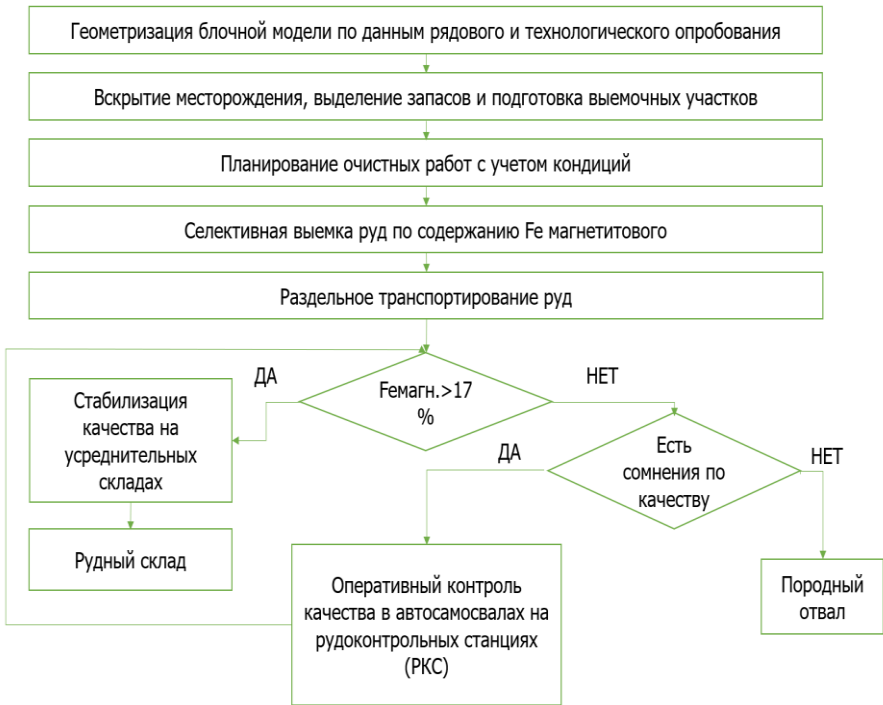 Геометризация блочной модели по данным рядового и технологического опробования
Вскрытие месторождения, выделение запасов и подготовка выемочных участков
Планирование очистных работ с учетом кондиций
Селективная выемка руд по содержанию Fe магнетитового
Раздельное транспортирование руд
ДА
Feмагн.>17
%
НЕТ
Стабилизация
качества на
усреднительных
складах
Рудный склад
ДА
Есть
сомнения по
качеству
НЕТ
Оперативный контроль
качества в автосамосвалах на
рудоконтрольных станциях
(РКС)
Породный
отвал